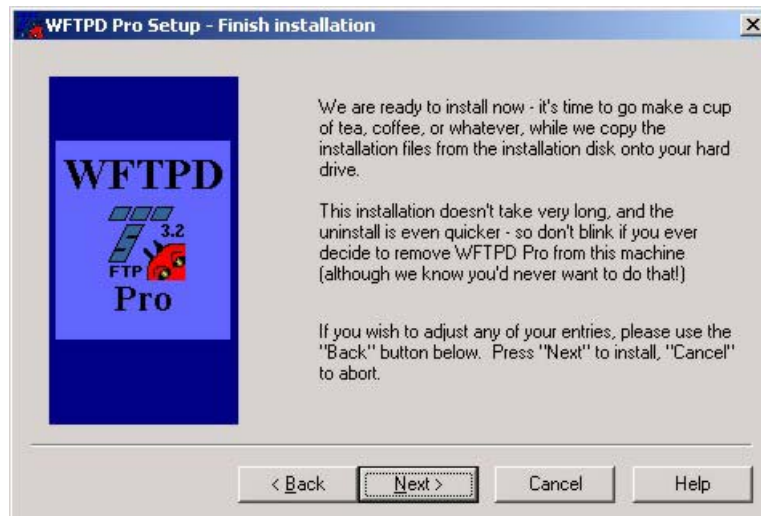 WFTPD Pro Setup - Finish installation
WFTPD
3.2
FTP
Pro
We are ready to install now - it's time to go make a cup
of tea, coffee, or whatever, while we copy the
installation files from the installation disk onto your hard
drive.
This installation doesn't take very long, and the
uninstall is even quicker - so don't blink if you ever
decide to remove WFTPD Pro from this machine
(although we know you'd never want to do that!)
If you wish to adjust any of your entries, please use the
"Back" button below.  Press "Next" to install, "Cancel"
to abort.
< Back Next > Cancel Help